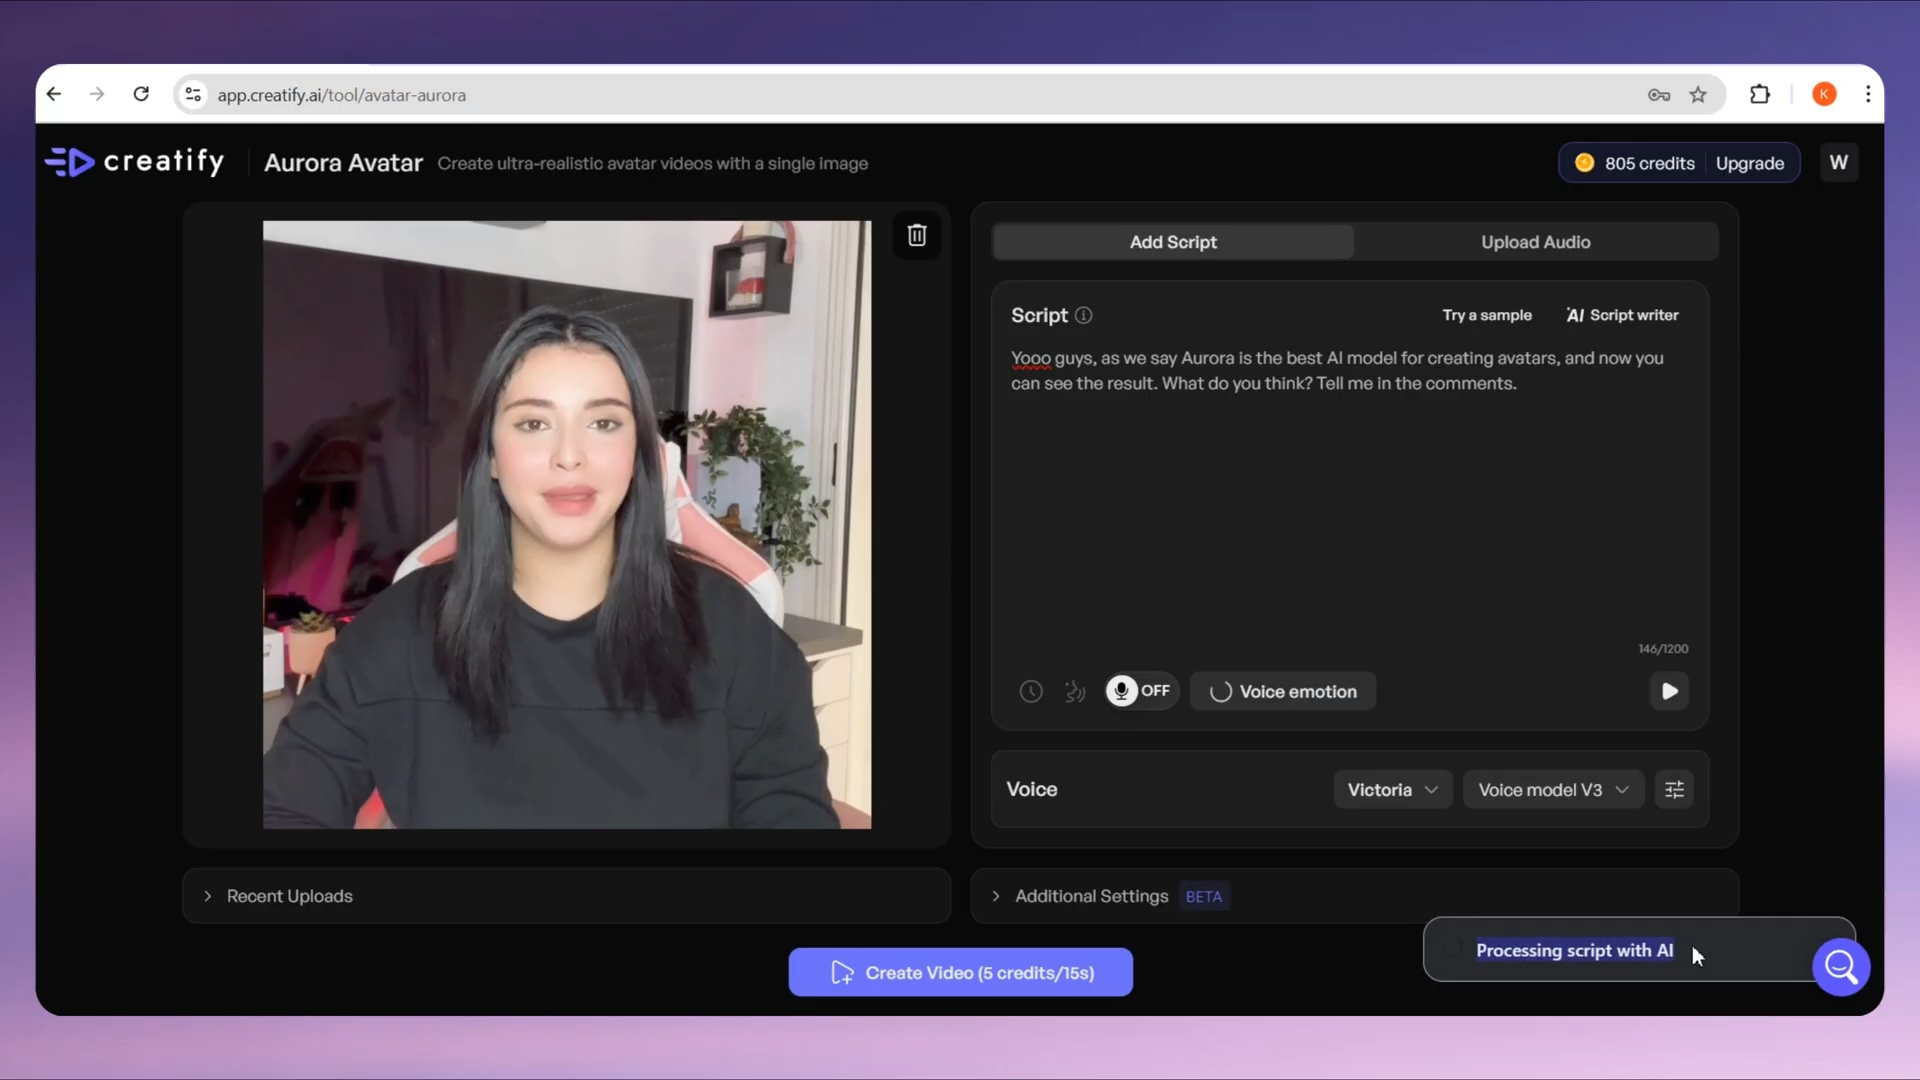 app.creatify.ai/tool/avatar-aurora
K
creatify
Aurora Avatar
Create ultra-realistic avatar videos with a single image
805 credits
Upgrade
W
Add Script
Upload Audio
Script
Try a sample
AI Script writer
Yooo guys, as we say Aurora is the best AI model for creating avatars, and now you
can see the result. What do you think? Tell me in the comments.
146/1200
OFF
Voice emotion
Voice
Victoria
Voice model V3
Recent Uploads
Additional Settings BETA
Processing script with AI
Create Video (5 credits/15s)